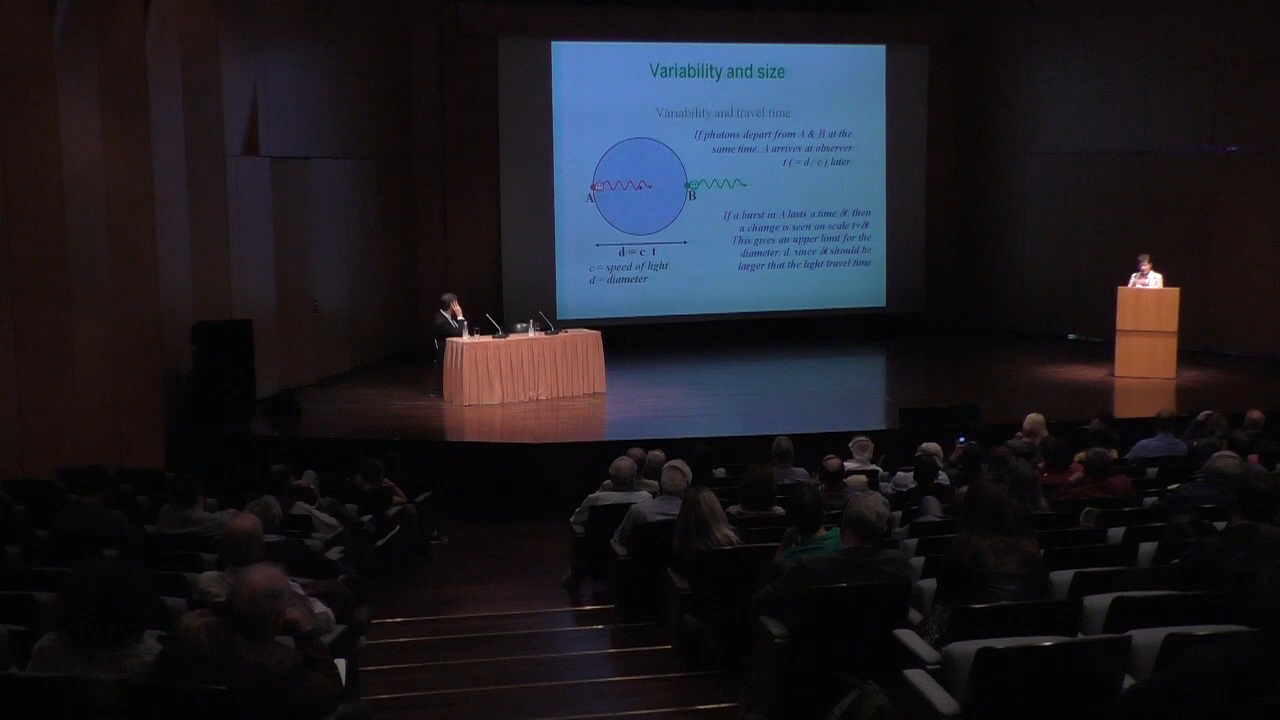 Variability and size
Variability and travel time
If photons depart from A & B at the
same time, A arrives at observer
t ( = d / c ) later
A
B
d = c t
c = speed of light
d = diameter
If a burst in A lasts a time δt, then
a change is seen on scale t+δt
This gives an upper limit for the
diameter, d, since δt should be
larger that the light travel time